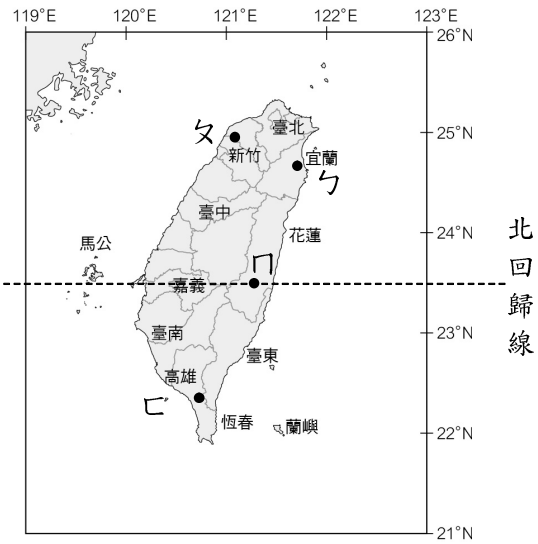 119°E 120°E 121°E 122°E 123°E
26°N
25°N
24°N
23°N
22°N
21°N
臺北
ㄆ
新竹
宜蘭
ㄅ
臺中
花蓮
馬公
ㄇ
嘉義
臺南
臺東
高雄
ㄈ
恆春
蘭嶼
北回歸線